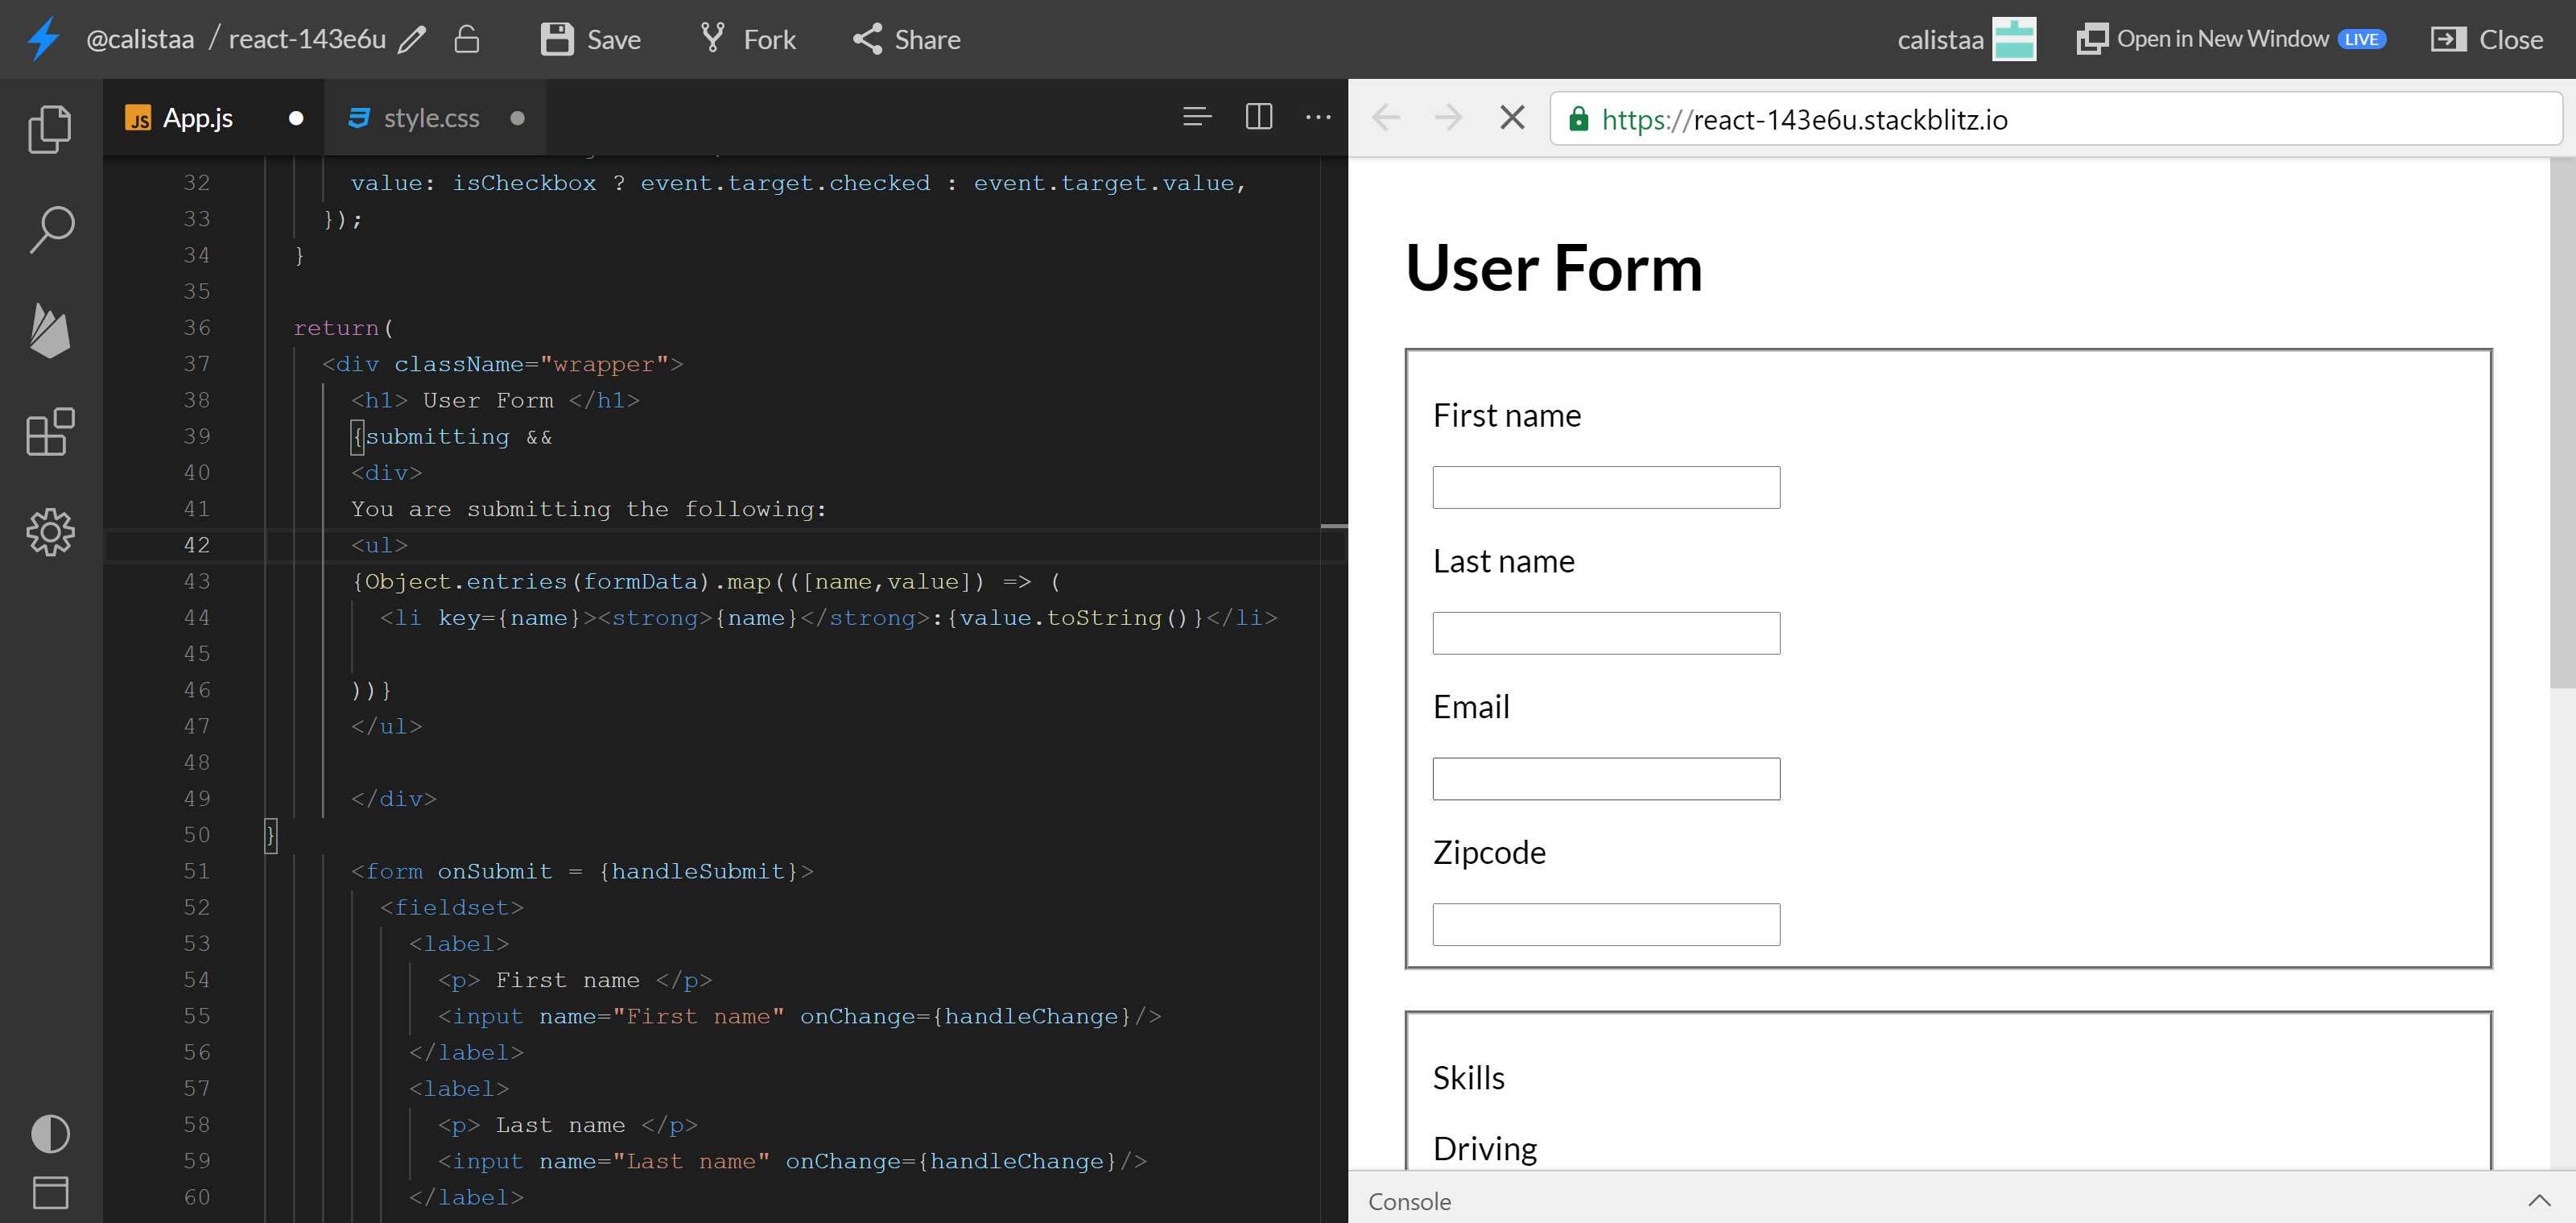 @calistaa / react-143e6u Save Fork Share calistaa Open in New Window LIVE Close
JS App.js style.css
https://react-143e6u.stackblitz.io
32 value: isCheckbox ? event.target.checked : event.target.value,
33 });
34 }
35
36 return(
37 <div className="wrapper">
38 <h1> User Form </h1>
39 {submitting &&
40 <div>
41 You are submitting the following:
42 <ul>
43 {Object.entries(formData).map(([name,value]) => (
44 <li key={name}><strong>{name}</strong>:{value.toString()}</li>
45
46 ))}
47 </ul>
48
49 </div>
50 }
51 <form onSubmit = {handleSubmit}>
52 <fieldset>
53 <label>
54 <p> First name </p>
55 <input name="First name" onChange={handleChange}/>
56 </label>
57 <label>
58 <p> Last name </p>
59 <input name="Last name" onChange={handleChange}/>
60 </label>
User Form
First name
Last name
Email
Zipcode
Skills
Driving
Console